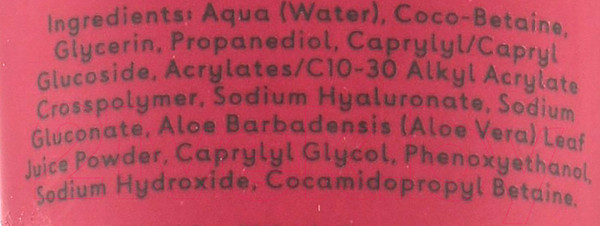 Ingredients: Aqua (Water), Coco-Betaine,
Glycerin, Propanediol, Caprylyl/Capryl
Glucoside, Acrylates/C10-30 Alkyl Acrylate
Crosspolymer, Sodium Hyaluronate, Sodium
Gluconate, Aloe Barbadensis (Aloe Vera) Leaf
Juice Powder, Caprylyl Glycol, Phenoxyethanol,
Sodium Hydroxide, Cocamidopropyl Betaine.